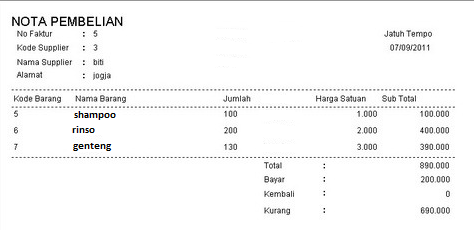 NOTA PEMBELIAN
No Faktur : 5 Jatuh Tempo
Kode Supplier : 3 07/09/2011
Nama Supplier : biti
Alamat : jogja
Kode Barang Nama Barang Jumlah Harga Satuan Sub Total
5 shampoo 100 1.000 100.000
6 rinso 200 2.000 400.000
7 genteng 130 3.000 390.000
Total : 890.000
Bayar : 200.000
Kembali : 0
Kurang : 690.000